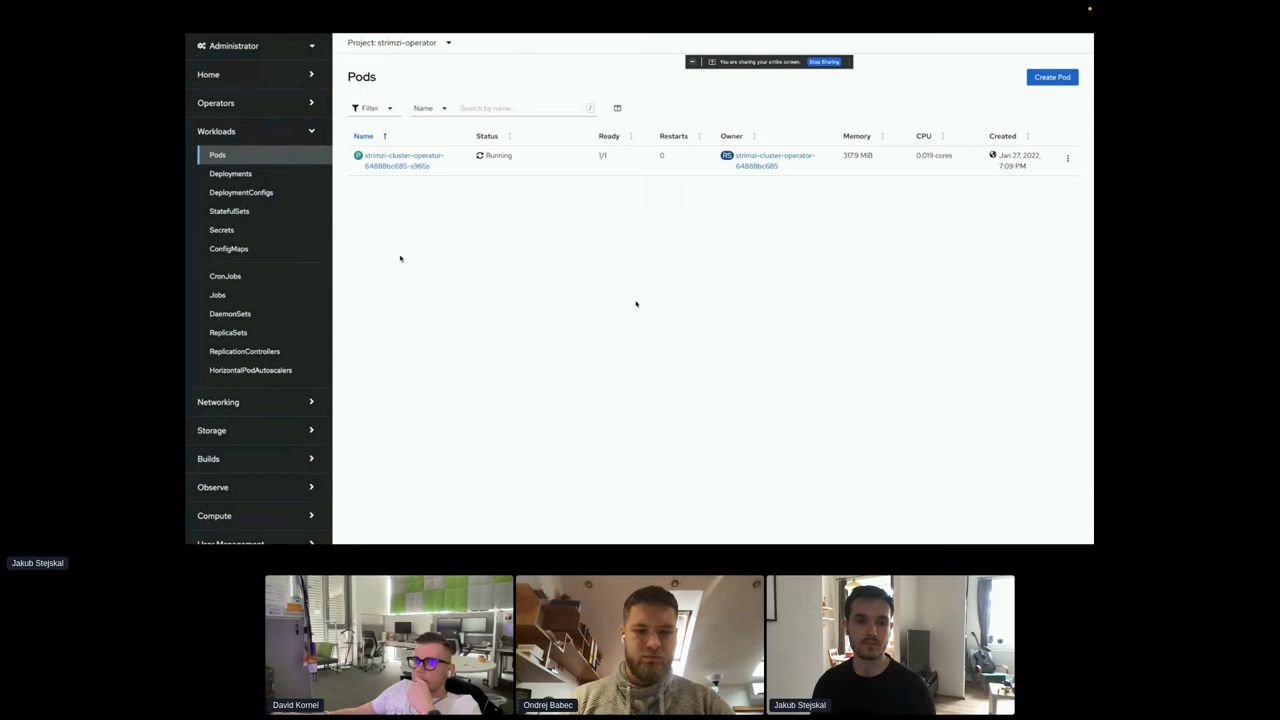 Administrator
Project: strimzi-operator
You are sharing your entire screen.
Stop Sharing
Home
Pods
Create Pod
Operators
Filter
Name
Search by name...
/
Workloads
Name
Status
Ready
Restarts
Owner
Memory
CPU
Created
Pods
P
strimzi-cluster-operator-
64888bc685-s965s
Running
1/1
0
RS
strimzi-cluster-operator-
64888bc685
317.9 MiB
0.019 cores
Jan 27, 2022,
7:09 PM
Deployments
DeploymentConfigs
StatefulSets
Secrets
ConfigMaps
CronJobs
Jobs
DaemonSets
ReplicaSets
ReplicationControllers
HorizontalPodAutoscalers
Networking
Storage
Builds
Observe
Compute
User Management
Jakub Stejskal
David Kornel
Ondrej Babec
Jakub Stejskal